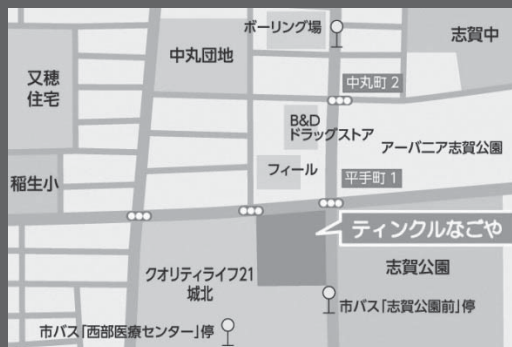 ボーリング場
志賀中
中丸団地
又穂
住宅
中丸町 2
B&D
ドラッグストア
アーバニア志賀公園
フィール
稲生小
平手町 1
ティンクルなごや
クオリティライフ21
城北
志賀公園
市バス「志賀公園前」停
市バス「西部医療センター」停